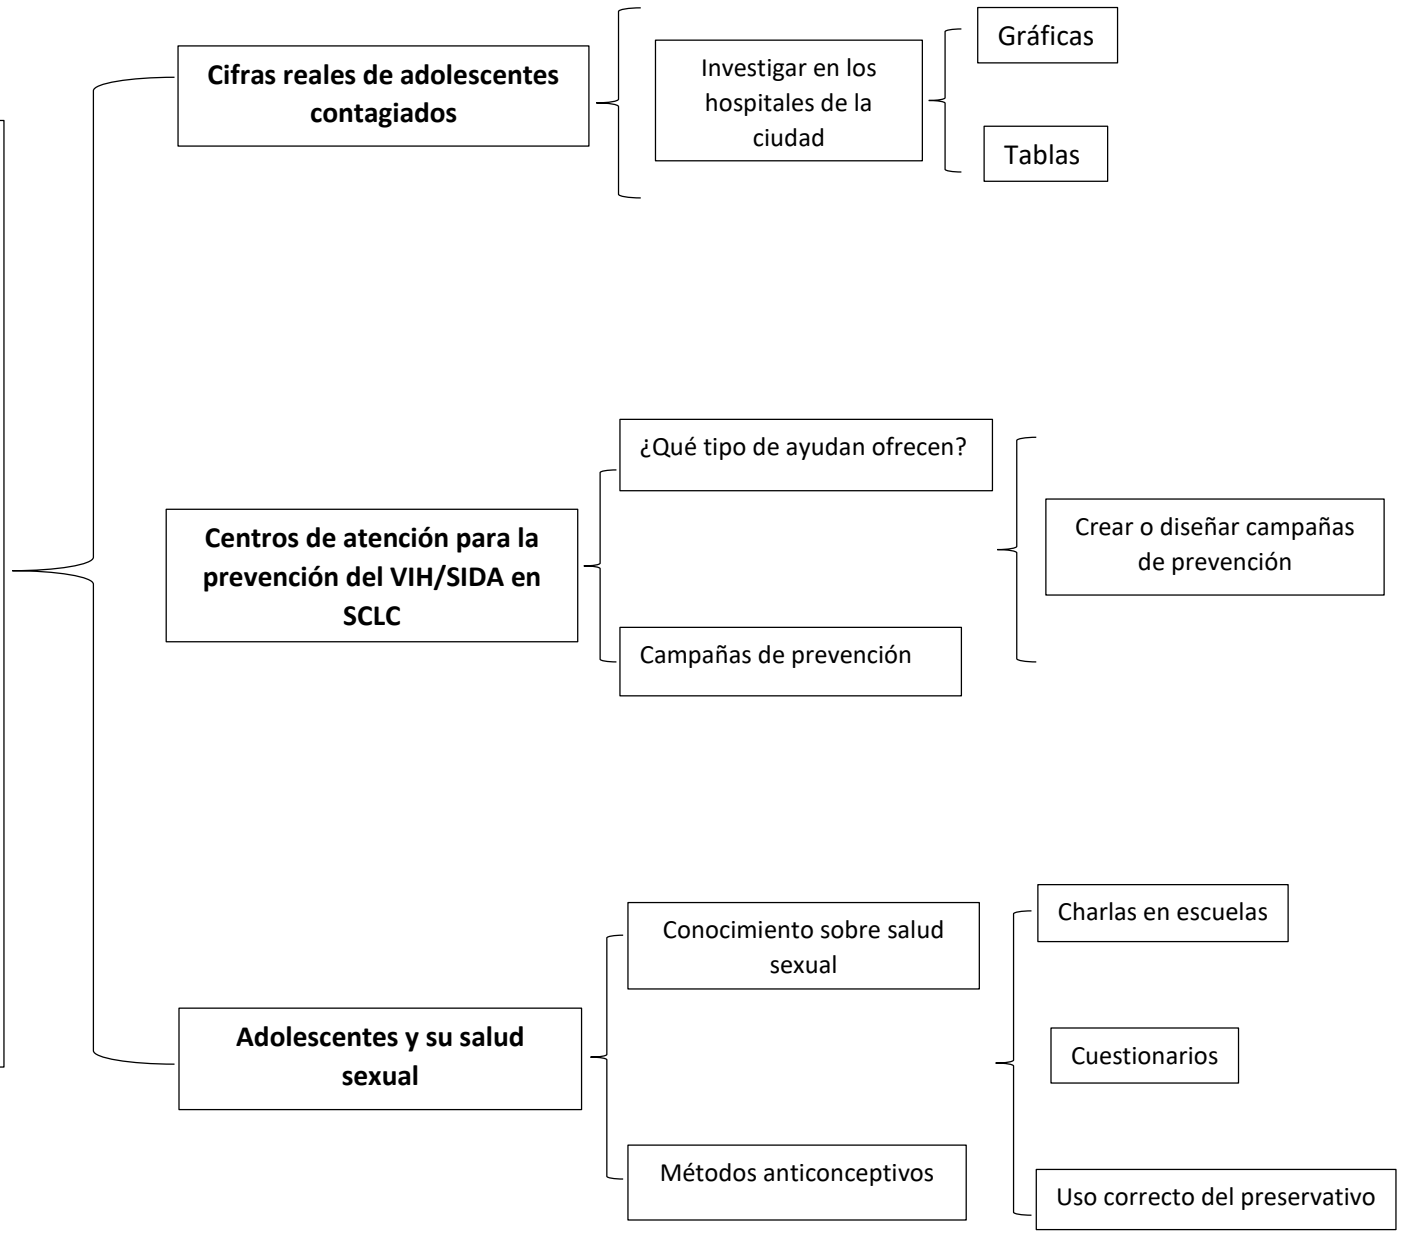 Cifras reales de adolescentes
contagiados
Investigar en los
hospitales de la
ciudad
Gráficas
Tablas
Centros de atención para la
prevención del VIH/SIDA en
SCLC
¿Qué tipo de ayudan ofrecen?
Campañas de prevención
Crear o diseñar campañas
de prevención
Adolescentes y su salud
sexual
Conocimiento sobre salud
sexual
Métodos anticonceptivos
Charlas en escuelas
Cuestionarios
Uso correcto del preservativo